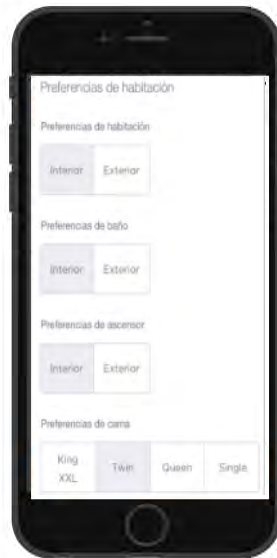 Preferencias de habitación
Preferencias de habitación
Interior Exterior
Preferencias de baño
Interior Exterior
Preferencias de ascensor
Interior Exterior
Preferencias de cama
King XXL Twin Queen Single